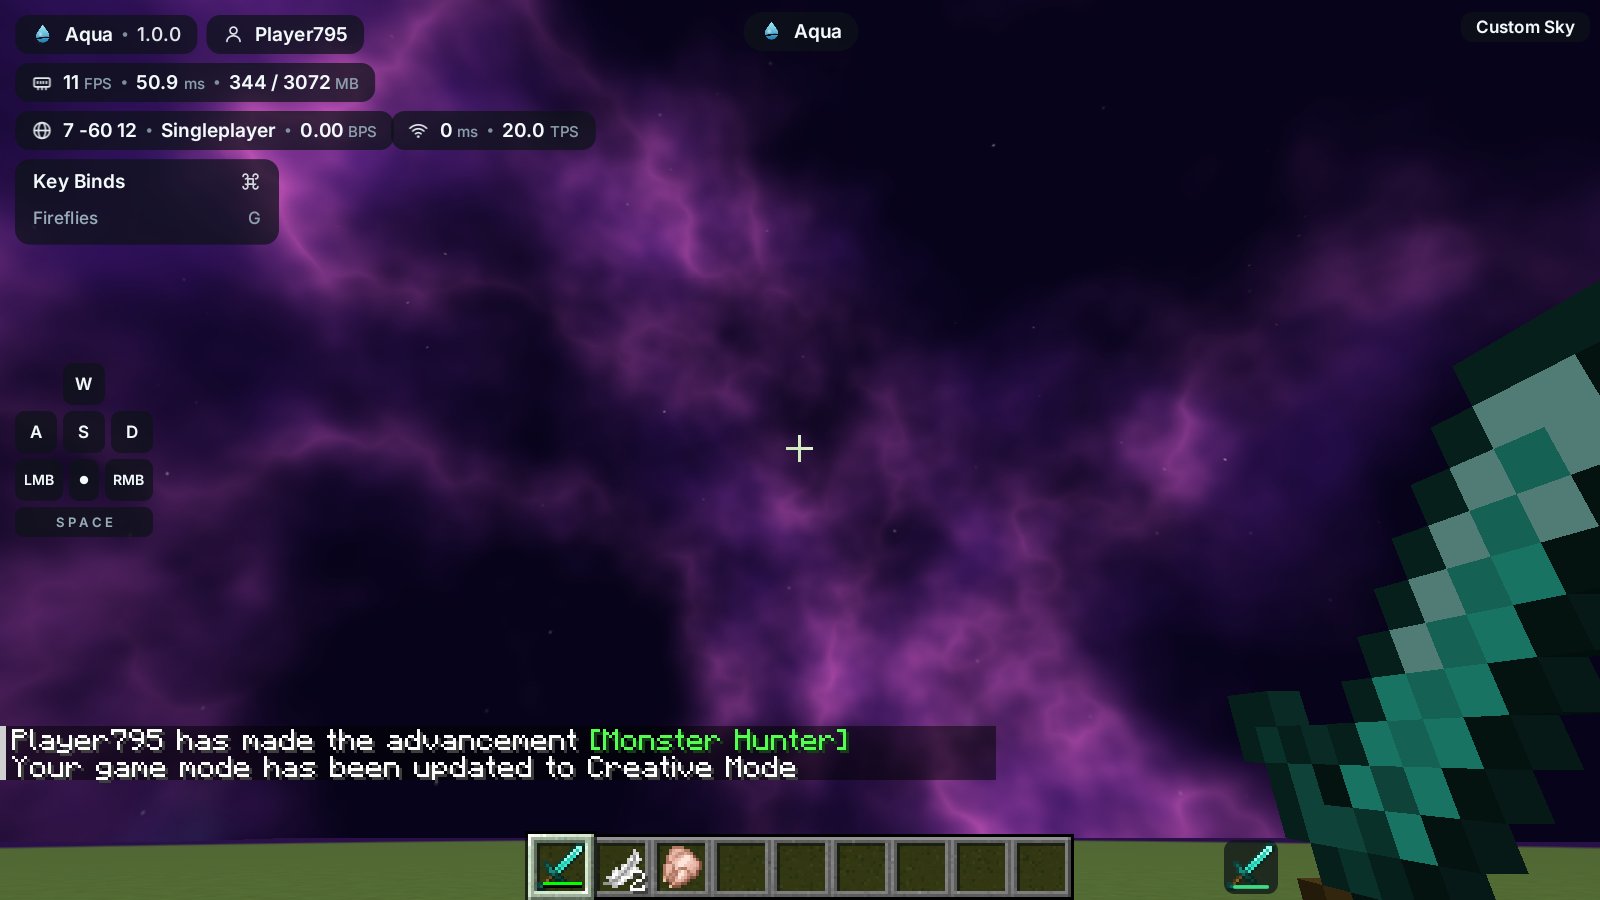 Aqua • 1.0.0
Player795
Aqua
Custom Sky
11 FPS • 50.9 ms • 344 / 3072 MB
7 -60 12 • Singleplayer • 0.00 BPS
0 ms • 20.0 TPS
Key Binds ⌘
Fireflies G
W
A S D
LMB • RMB
SPACE
Player795 has made the advancement [Monster Hunter]
Your game mode has been updated to Creative Mode
2